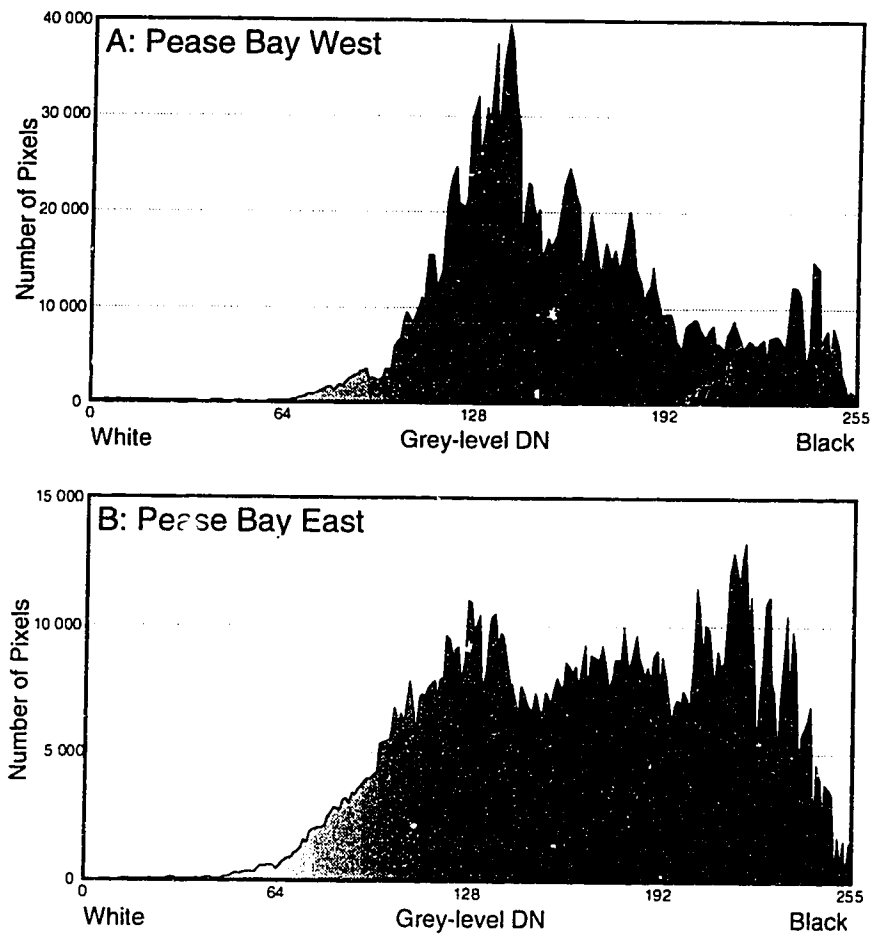 A: Pease Bay West
Number of Pixels
40 000
30 000
20 000
10 000
0
0 64 128 192 255
White Grey-level DN Black
B: Pease Bay East
Number of Pixels
15 000
10 000
5 000
0
0 64 128 192 255
White Grey-level DN Black